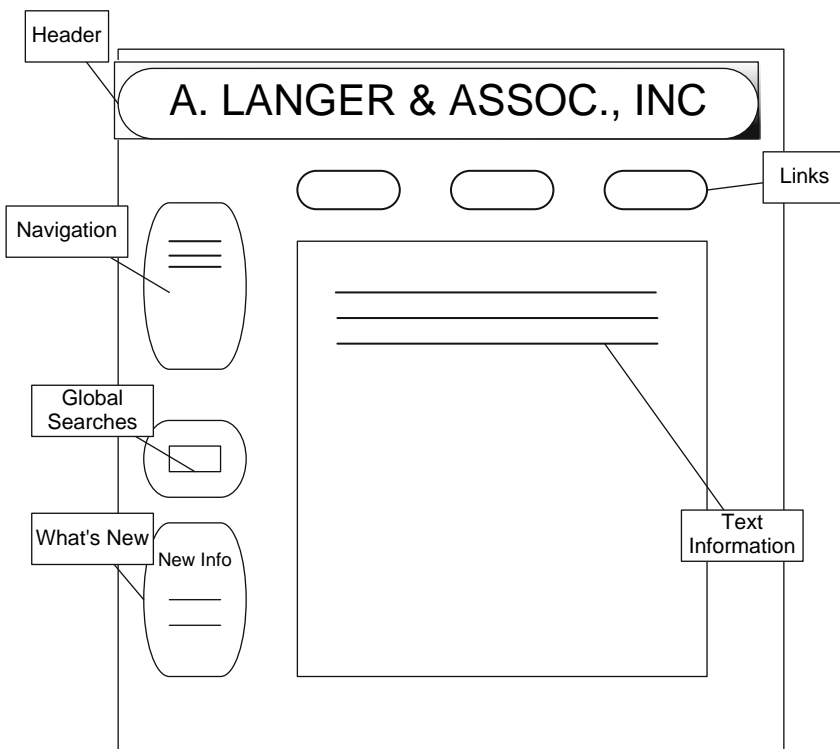 Header
A. LANGER & ASSOC., INC
Links
Navigation
Global
Searches
What's New
New Info
Text
Information